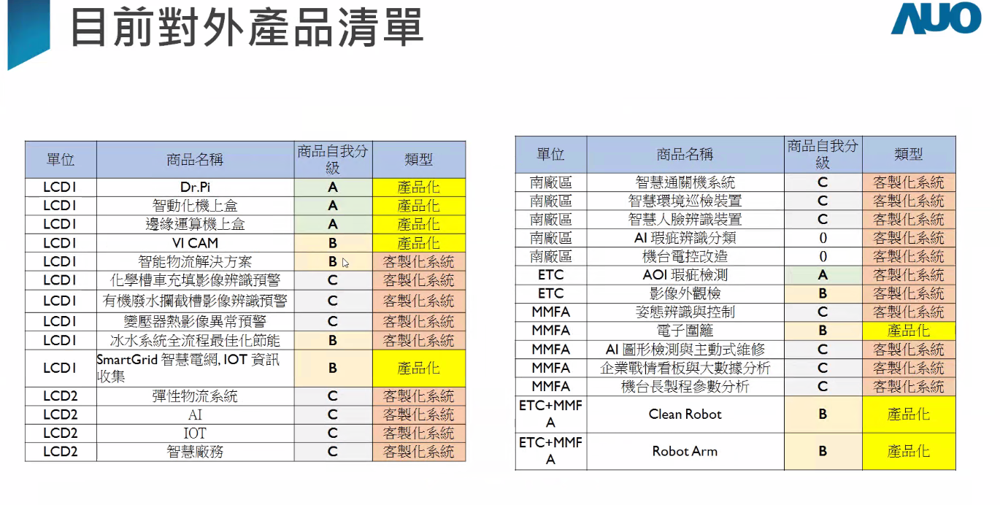 目前對外產品清單
AUO
單位 商品名稱 商品自我分級 類型
LCD1 Dr.Pi A 產品化
LCD1 智動化機上盒 A 產品化
LCD1 邊緣運算機上盒 A 產品化
LCD1 VI CAM B 產品化
LCD1 智能物流解決方案 B 客製化系統
LCD1 化學槽車充填影像辨識預警 C 客製化系統
LCD1 有機廢水攔截槽影像辨識預警 C 客製化系統
LCD1 變壓器熱影像異常預警 C 客製化系統
LCD1 冰水系統全流程最佳化節能 B 客製化系統
LCD1 SmartGrid 智慧電網, IOT 資訊收集 B 產品化
LCD2 彈性物流系統 C 客製化系統
LCD2 AI C 客製化系統
LCD2 IOT C 客製化系統
LCD2 智慧廠務 C 客製化系統
單位 商品名稱 商品自我分級 類型
南廠區 智慧通關機系統 C 客製化系統
南廠區 智慧環境巡檢裝置 C 客製化系統
南廠區 智慧人臉辨識裝置 C 客製化系統
南廠區 AI 瑕疵辨識分類 0 客製化系統
南廠區 機台電控改造 0 客製化系統
ETC AOI 瑕疵檢測 A 客製化系統
ETC 影像外觀檢 B 客製化系統
MMFA 姿態辨識與控制 C 客製化系統
MMFA 電子圍籬 B 產品化
MMFA AI 圖形檢測與主動式維修 C 客製化系統
MMFA 企業戰情看板與大數據分析 C 客製化系統
MMFA 機台長製程參數分析 C 客製化系統
ETC+MMFA Clean Robot B 產品化
ETC+MMFA Robot Arm B 產品化